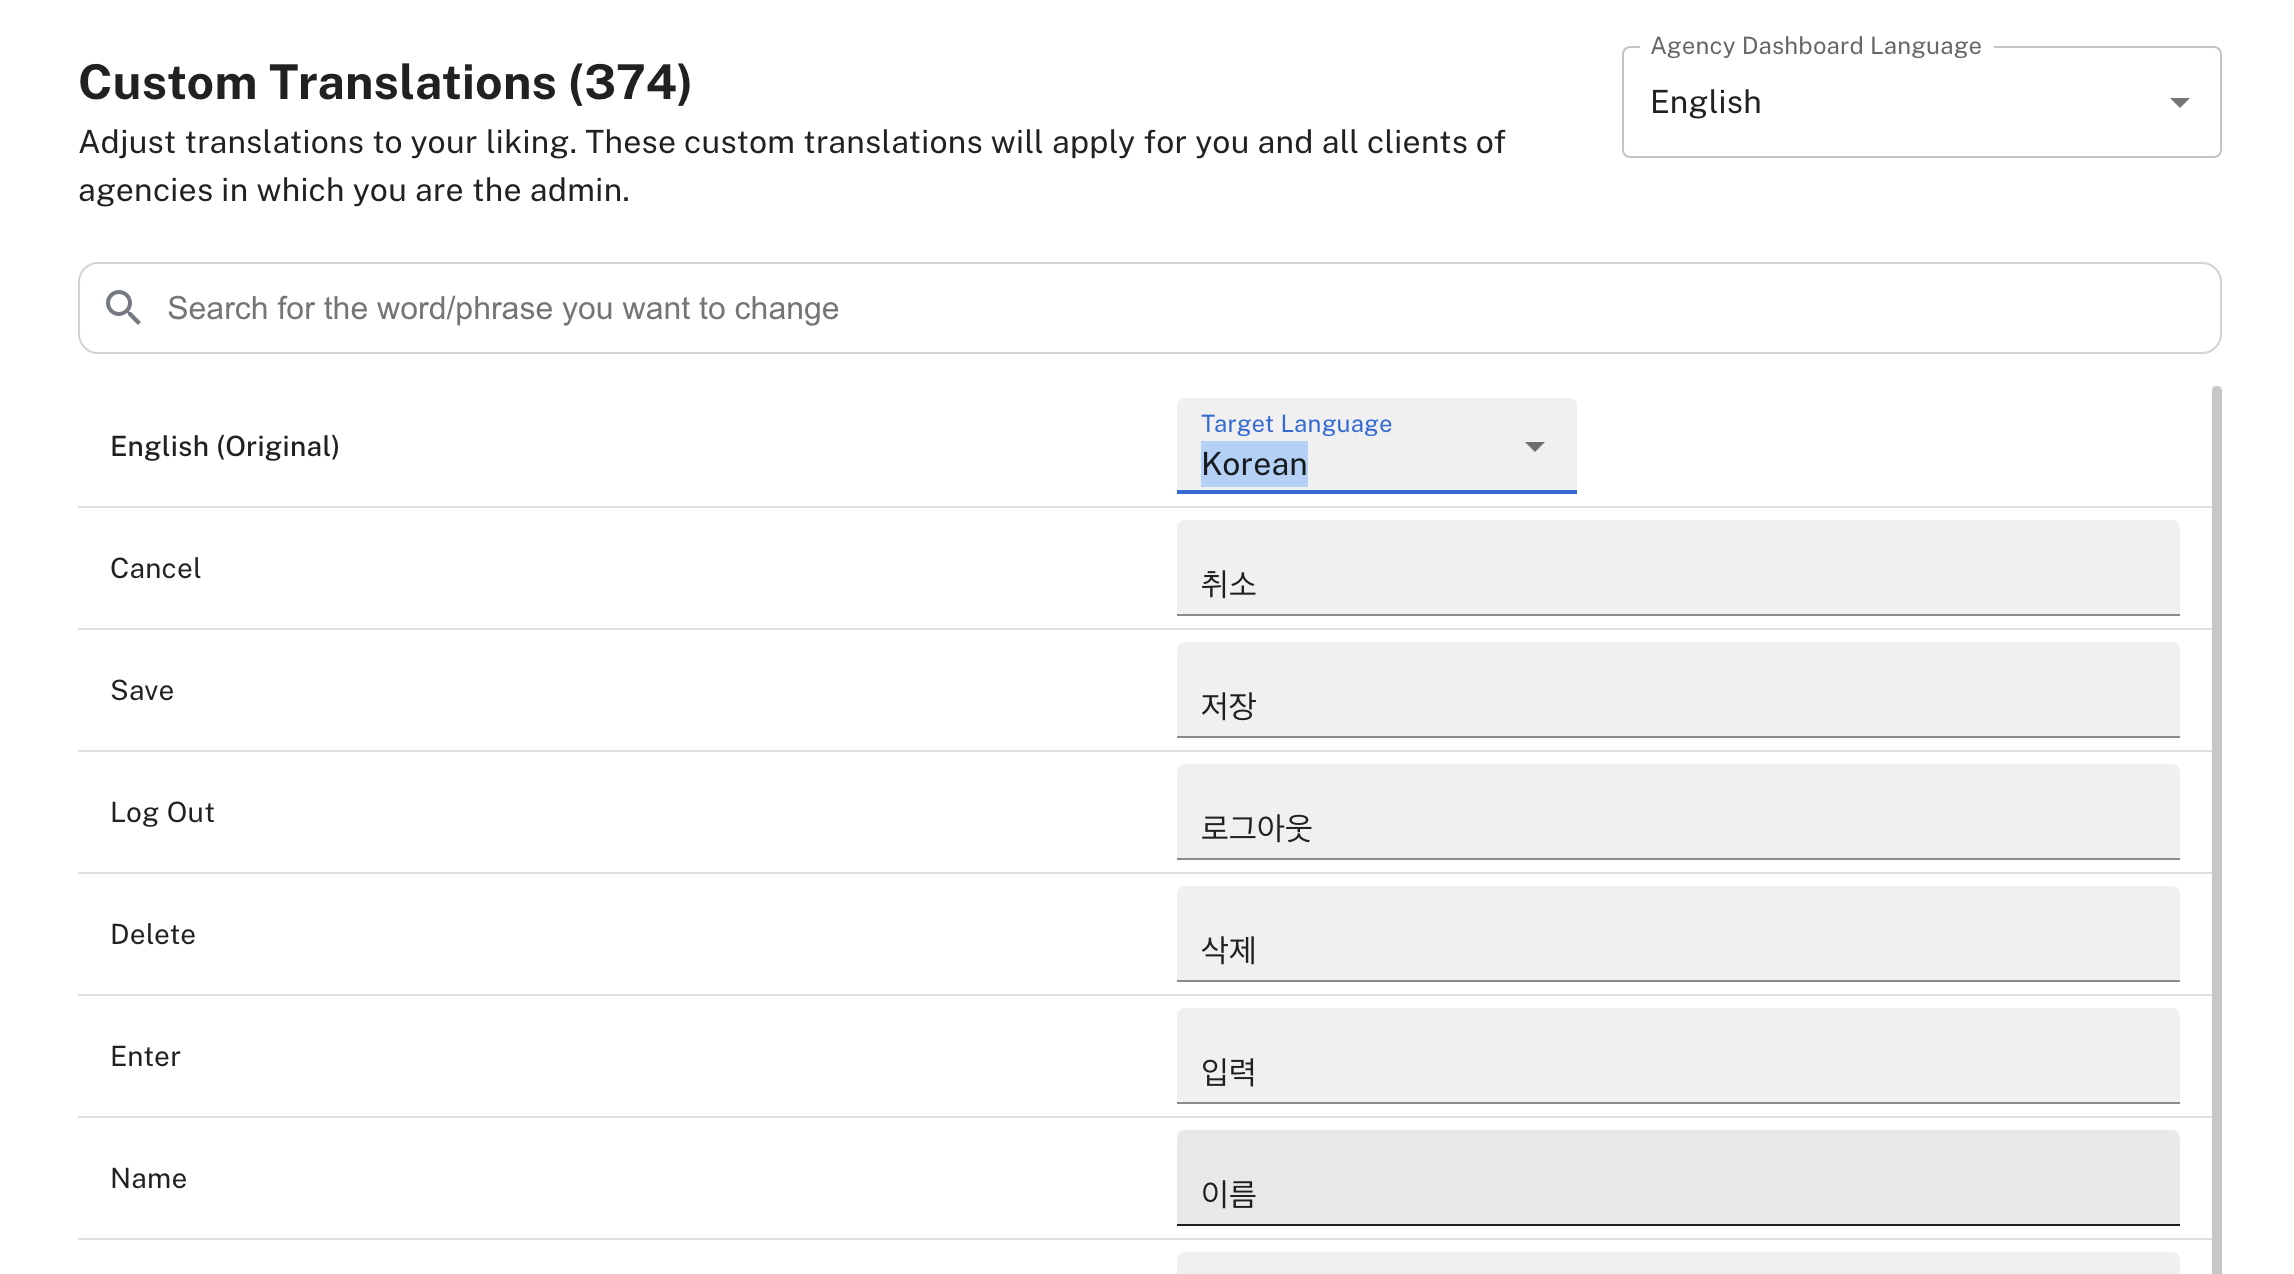 Custom Translations (374)
Adjust translations to your liking. These custom translations will apply for you and all clients of
agencies in which you are the admin.
Agency Dashboard Language
English
Search for the word/phrase you want to change
English (Original)
Target Language
Korean
Cancel
취소
Save
저장
Log Out
로그아웃
Delete
삭제
Enter
입력
Name
이름